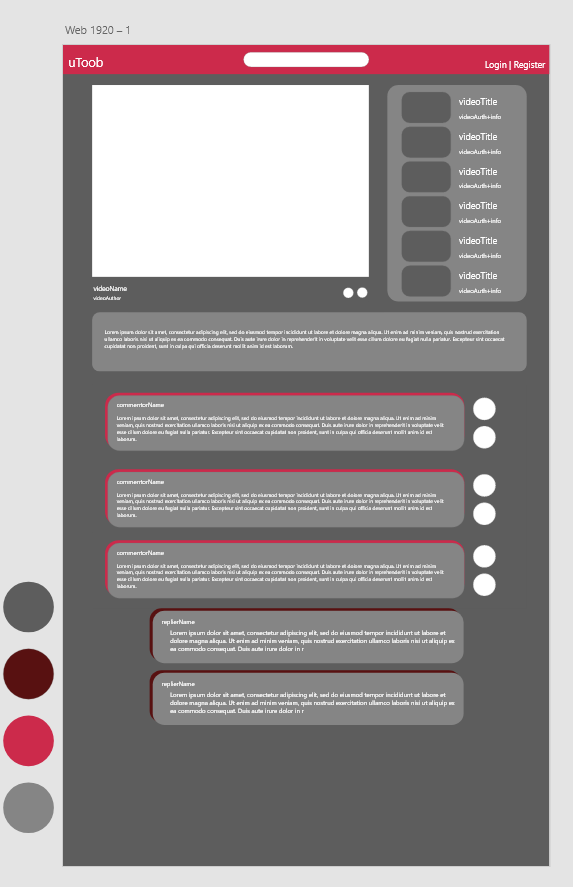 Web 1920 – 1
uToob
Login | Register
videoTitle
videoAuth+info
videoTitle
videoAuth+info
videoTitle
videoAuth+info
videoTitle
videoAuth+info
videoTitle
videoAuth+info
videoTitle
videoAuth+info
videoName
videoAuthor
Lorem ipsum dolor sit amet, consectetur adipiscing elit, sed do eiusmod tempor incididunt ut labore et dolore magna aliqua. Ut enim ad minim veniam, quis nostrud exercitation
ullamco laboris nisi ut aliquip ex ea commodo consequat. Duis aute irure dolor in reprehenderit in voluptate velit esse cillum dolore eu fugiat nulla pariatur. Excepteur sint occaecat
cupidatat non proident, sunt in culpa qui officia deserunt mollit anim id est laborum.
commentorName
Lorem ipsum dolor sit amet, consectetur adipiscing elit, sed do eiusmod tempor incididunt ut labore et dolore magna aliqua. Ut enim ad minim
veniam, quis nostrud exercitation ullamco laboris nisi ut aliquip ex ea commodo consequat. Duis aute irure dolor in reprehenderit in voluptate velit
esse cillum dolore eu fugiat nulla pariatur. Excepteur sint occaecat cupidatat non proident, sunt in culpa qui officia deserunt mollit anim id est
laborum.
commentorName
Lorem ipsum dolor sit amet, consectetur adipiscing elit, sed do eiusmod tempor incididunt ut labore et dolore magna aliqua. Ut enim ad minim
veniam, quis nostrud exercitation ullamco laboris nisi ut aliquip ex ea commodo consequat. Duis aute irure dolor in reprehenderit in voluptate velit
esse cillum dolore eu fugiat nulla pariatur. Excepteur sint occaecat cupidatat non proident, sunt in culpa qui officia deserunt mollit anim id est
laborum.
commentorName
Lorem ipsum dolor sit amet, consectetur adipiscing elit, sed do eiusmod tempor incididunt ut labore et dolore magna aliqua. Ut enim ad minim
veniam, quis nostrud exercitation ullamco laboris nisi ut aliquip ex ea commodo consequat. Duis aute irure dolor in reprehenderit in voluptate velit
esse cillum dolore eu fugiat nulla pariatur. Excepteur sint occaecat cupidatat non proident, sunt in culpa qui officia deserunt mollit anim id est
laborum.
replierName
Lorem ipsum dolor sit amet, consectetur adipiscing elit, sed do eiusmod tempor incididunt ut labore et
dolore magna aliqua. Ut enim ad minim veniam, quis nostrud exercitation ullamco laboris nisi ut aliquip ex
ea commodo consequat. Duis aute irure dolor in r
replierName
Lorem ipsum dolor sit amet, consectetur adipiscing elit, sed do eiusmod tempor incididunt ut labore et
dolore magna aliqua. Ut enim ad minim veniam, quis nostrud exercitation ullamco laboris nisi ut aliquip ex
ea commodo consequat. Duis aute irure dolor in r